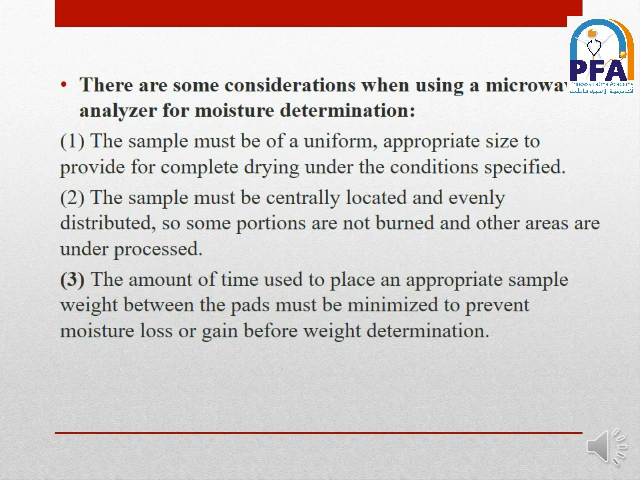 PFA
• There are some considerations when using a microwav
analyzer for moisture determination:
(1) The sample must be of a uniform, appropriate size to
provide for complete drying under the conditions specified.
(2) The sample must be centrally located and evenly
distributed, so some portions are not burned and other areas are
under processed.
(3) The amount of time used to place an appropriate sample
weight between the pads must be minimized to prevent
moisture loss or gain before weight determination.